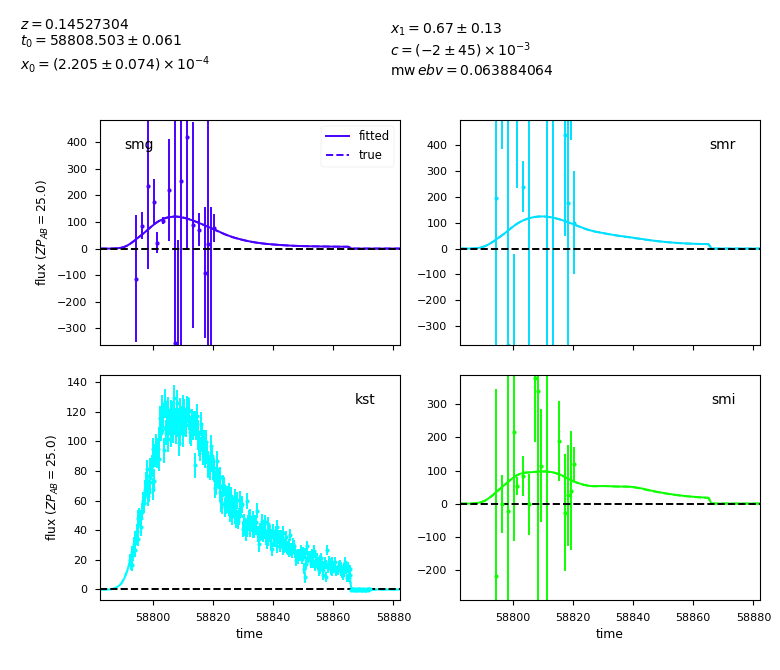 z = 0.14527304
t0 = 58808.503 ± 0.061
x0 = (2.205 ± 0.074) × 10^-4
x1 = 0.67 ± 0.13
c = (−2 ± 45) × 10^-3
mw ebv = 0.063884064
smg
fitted
true
flux (ZP_AB = 25.0)
400
300
200
100
0
−100
−200
−300
smr
400
300
200
100
0
−100
−200
−300
kst
flux (ZP_AB = 25.0)
140
120
100
80
60
40
20
0
58800
58820
58840
58860
58880
time
smi
300
200
100
0
−100
−200
58800
58820
58840
58860
58880
time